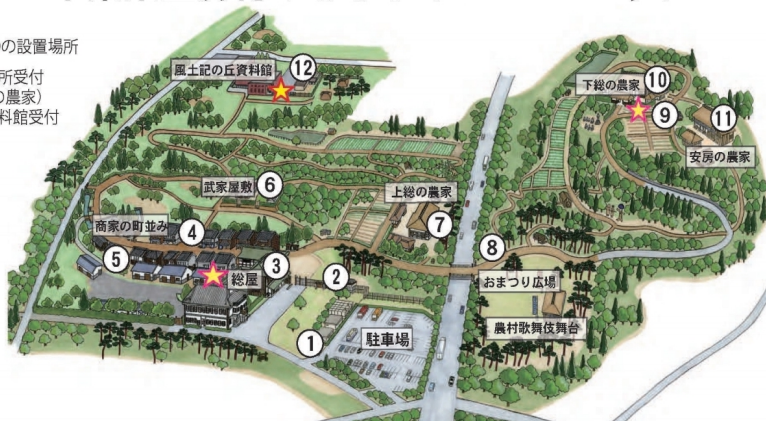 の設置場所
所受付
の農家）
料館受付
風土記の丘資料館
⑫
下総の農家
⑩
⑨
⑪
安房の農家
武家屋敷
⑥
上総の農家
⑦
商家の町並み
④
⑤
総屋
③
②
⑧
おまつり広場
農村歌舞伎舞台
①
駐車場